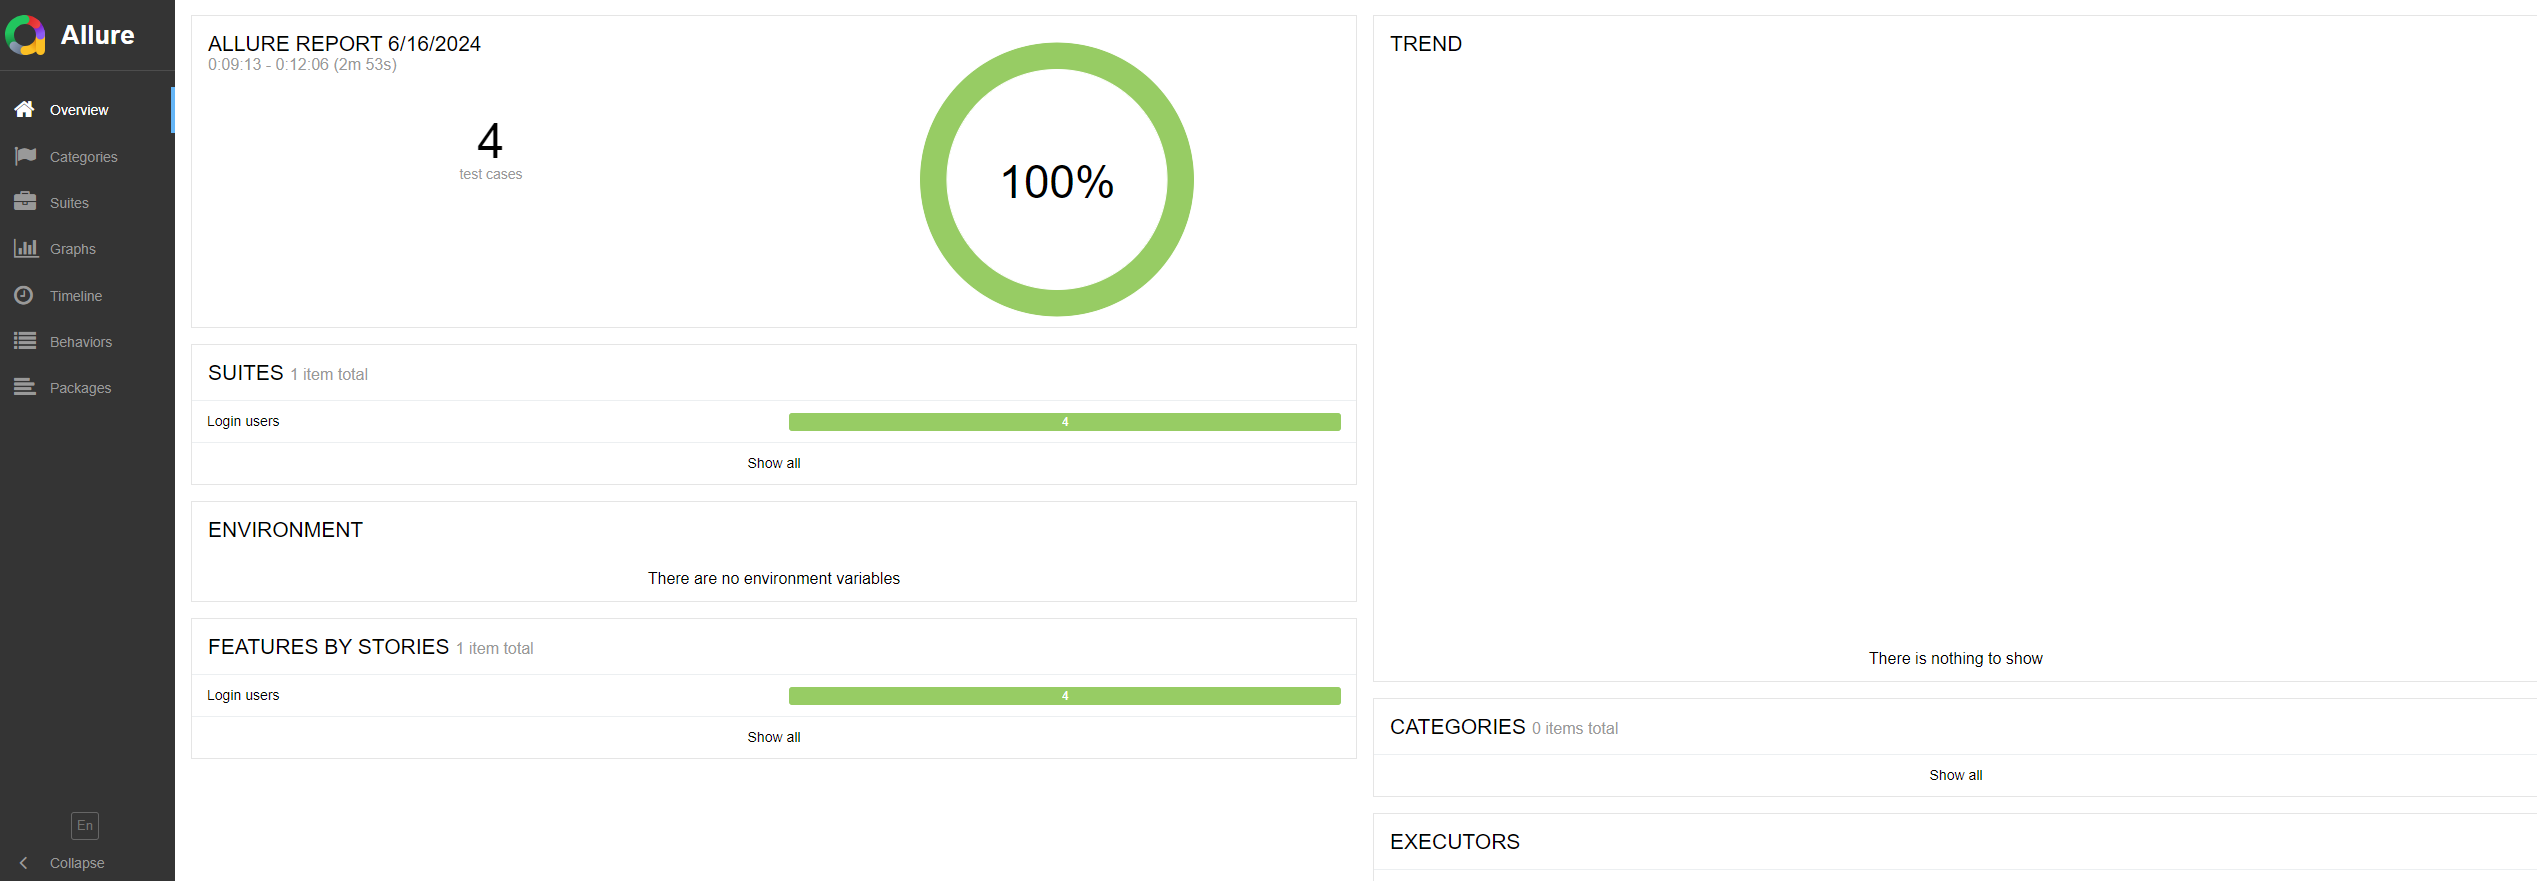 Allure
Overview
Categories
Suites
Graphs
Timeline
Behaviors
Packages
En
Collapse
ALLURE REPORT 6/16/2024
0:09:13 - 0:12:06 (2m 53s)
4
test cases
100%
SUITES 1 item total
Login users
4
Show all
ENVIRONMENT
There are no environment variables
FEATURES BY STORIES 1 item total
Login users
4
Show all
TREND
There is nothing to show
CATEGORIES 0 items total
Show all
EXECUTORS